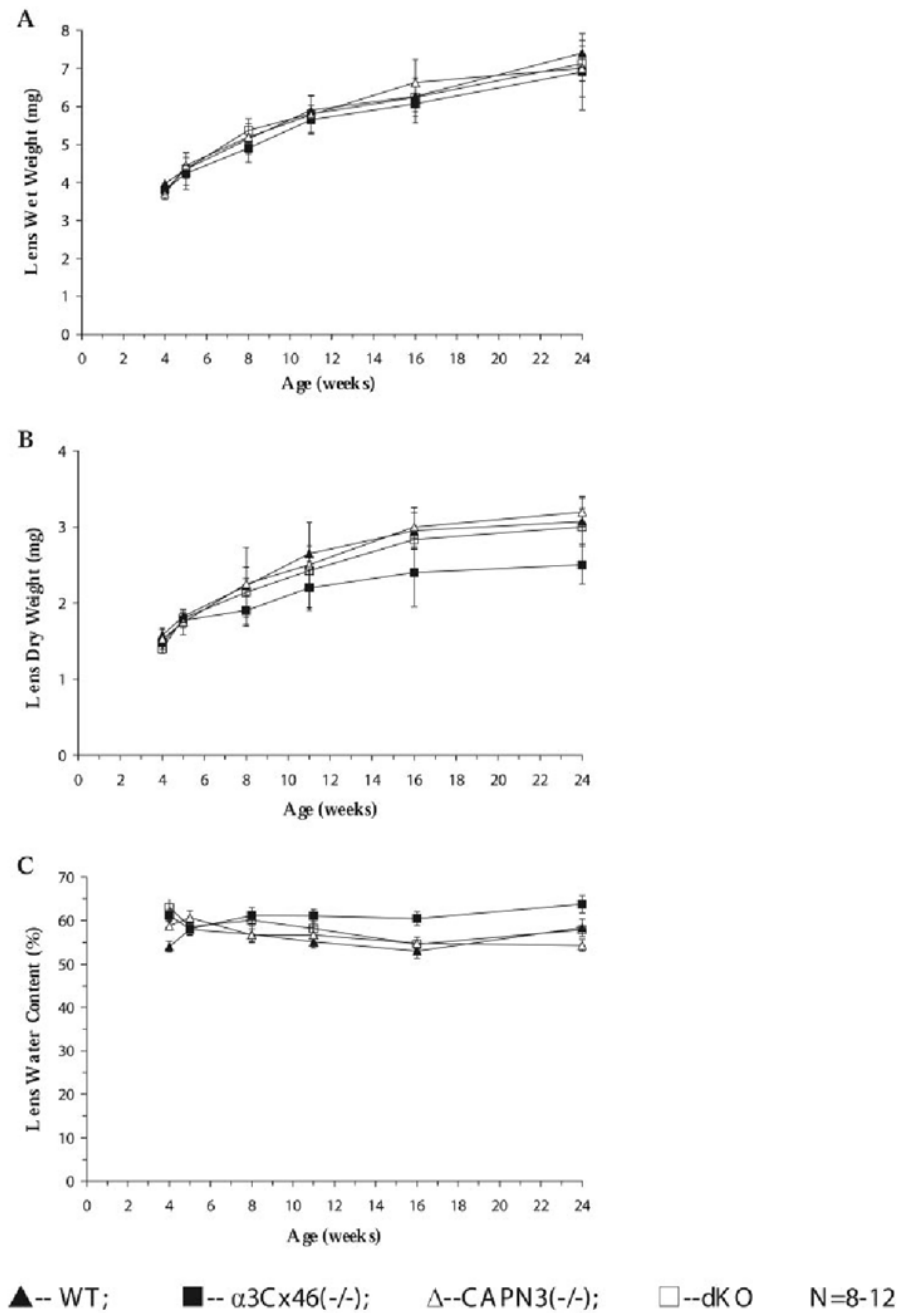 A
8
7
6
5
4
3
2
1
0
Lens Wet Weight (mg)
0 2 4 6 8 10 12 14 16 18 20 22 24
Age (weeks)
B
4
3
2
1
0
Lens Dry Weight (mg)
0 2 4 6 8 10 12 14 16 18 20 22 24
Age (weeks)
C
70
60
50
40
30
20
10
0
Lens Water Content (%)
0 2 4 6 8 10 12 14 16 18 20 22 24
Age (weeks)
▲-- WT; ■-- α3Cx46(-/-); Δ--CAPN3(-/-); □--dKO N=8-12